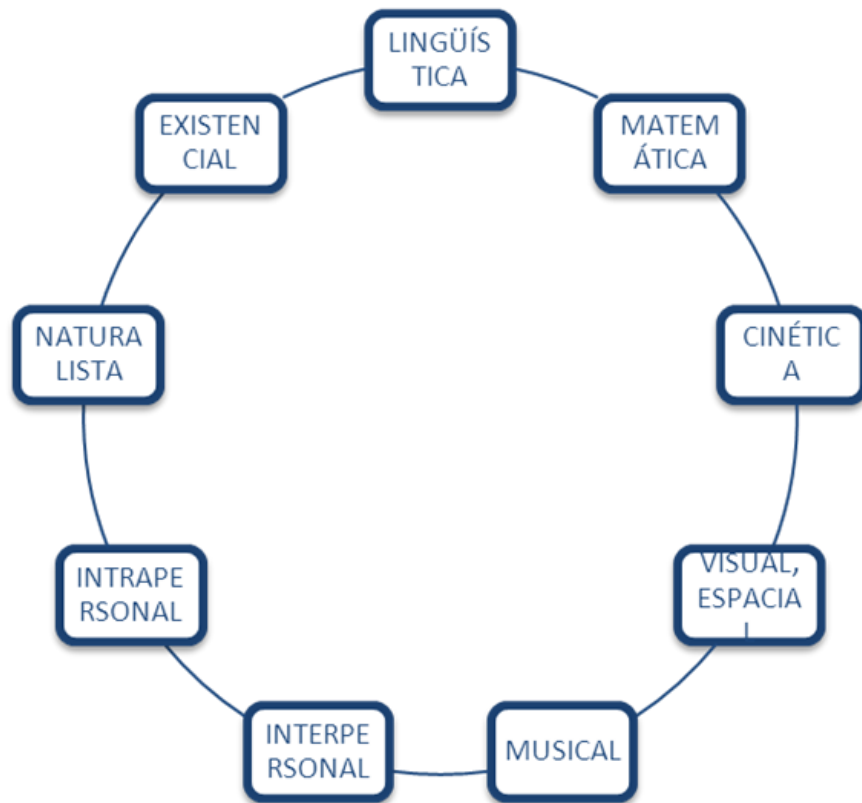 LINGÜÍS
TICA
MATEM
ÁTICA
CINÉTIC
A
VISUAL,
ESPACIA
L
MUSICAL
INTERPE
RSONAL
INTRAPE
RSONAL
NATURA
LISTA
EXISTEN
CIAL